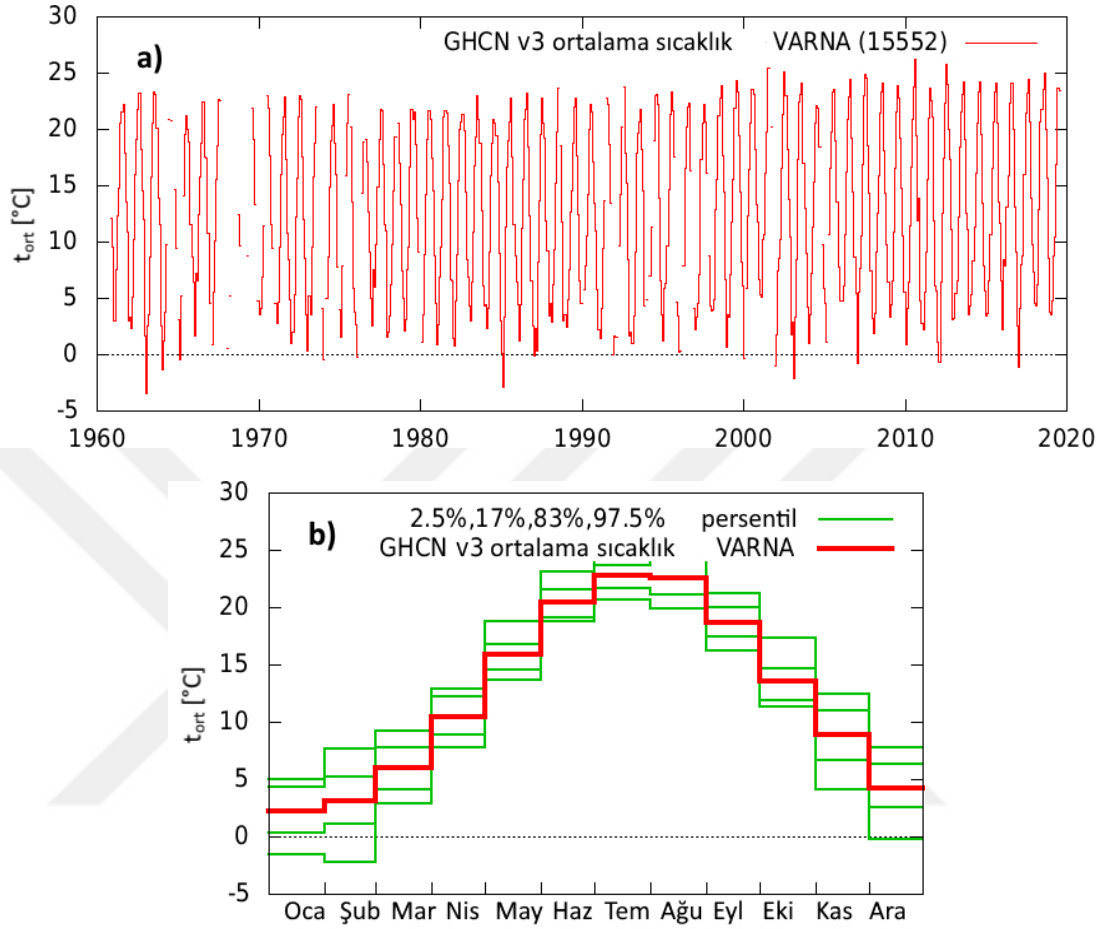 30
a)
GHCN v3 ortalama sıcaklık VARNA (15552)
25
20
15
10
5
0
-5
t_ort [°C]
1960 1970 1980 1990 2000 2010 2020
30
b)
2.5%,17%,83%,97.5% persentil
GHCN v3 ortalama sıcaklık VARNA
25
20
15
10
5
0
-5
t_ort [°C]
Oca Şub Mar Nis May Haz Tem Ağu Eyl Eki Kas Ara